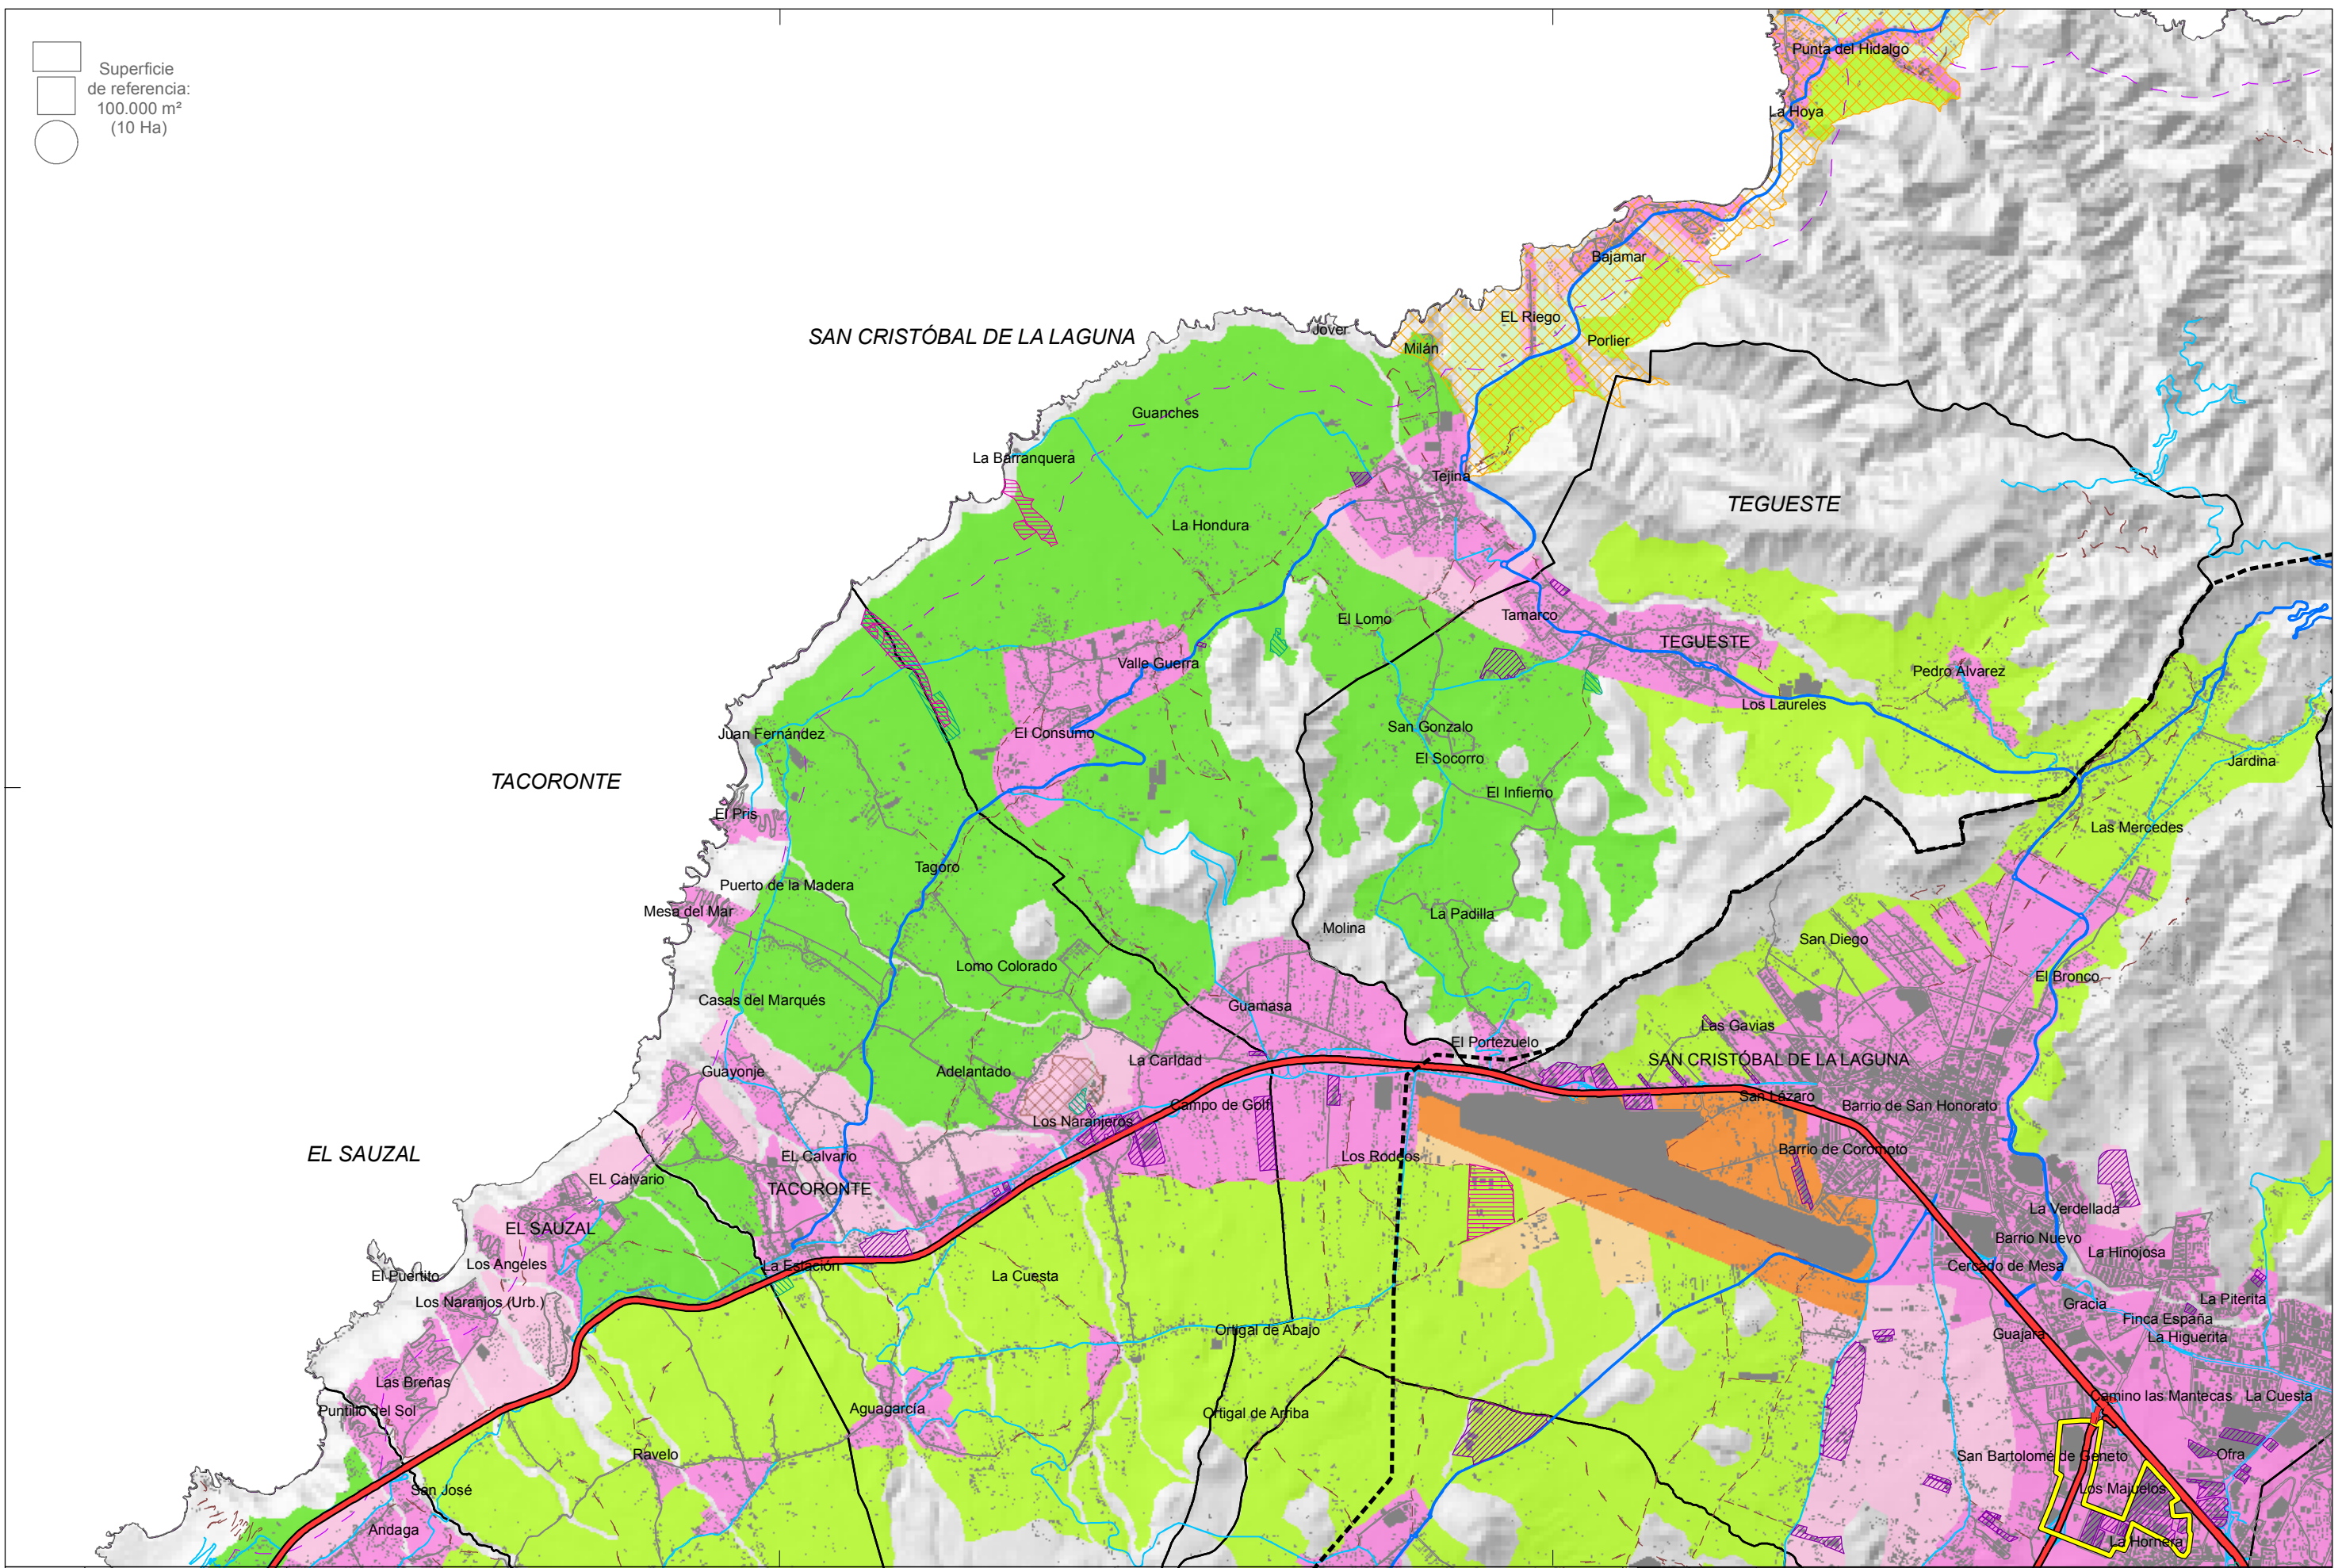 Superficie
de referencia:
100.000 m²
(10 Ha)
Punta del Hidalgo
La Hoya
Bajamar
EL Riego
Jover
SAN CRISTÓBAL DE LA LAGUNA
Porlier
Milán
Guanches
La Barranquera
Tejina
TEGUESTE
La Hondura
El Lomo
Tamarco
TEGUESTE
Valle Guerra
Pedro Alvarez
Los Laureles
San Gonzalo
Juan Fernández
El Consumo
El Socorro
Jardina
TACORONTE
El Infierno
El Pris
Las Mercedes
Tagoro
Puerto de la Madera
Mesa del Mar
La Padilla
Molina
San Diego
Lomo Colorado
El Bronco
Casas del Marqués
Guamasa
Las Gavias
El Portezuelo
La Caridad
SAN CRISTÓBAL DE LA LAGUNA
Guayonje
Adelantado
San Lázaro
Campo de Golf
Barrio de San Honorato
Los Naranjeros
Barrio de Coromoto
EL SAUZAL
EL Calvario
Los Rodeos
EL Calvario
TACORONTE
La Verdellada
EL SAUZAL
Barrio Nuevo
La Hinojosa
Los Angeles
La Estación
Cercado de Mesa
El Puertito
La Cuesta
Los Naranjos (Urb.)
La Piterita
Gracia
Finca España
Ortigal de Abajo
Guajara
La Higuerita
Las Breñas
Camino las Mantecas
La Cuesta
Puntillo del Sol
Aguagarcía
Ortigal de Arriba
Ravelo
San Bartolomé de Geneto
Ofra
San José
Los Majuelos
Andaga
La Hornera